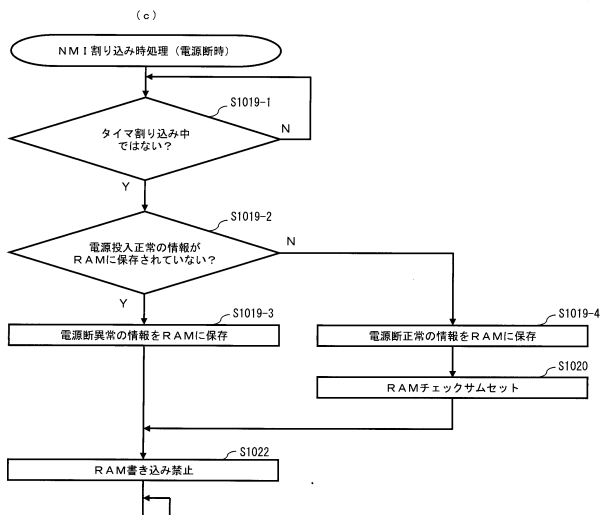 (c)
NMI割り込み時処理(電源断時)
S1019-1
タイマ割り込み中
ではない?
N
Y
S1019-2
電源投入正常の情報が
RAMに保存されていない?
N
Y
S1019-3
電源断異常の情報をRAMに保存
S1019-4
電源断正常の情報をRAMに保存
S1020
RAMチェックサムセット
S1022
RAM書き込み禁止